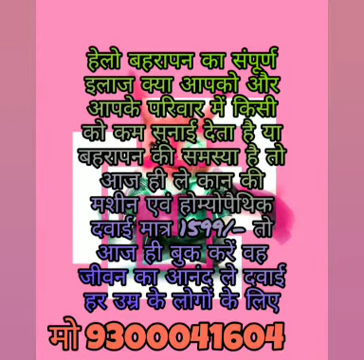 हेलो बहरापन का संपूर्ण
इलाज क्या आपको और
आपके परिवार में किसी
को कम सुनाई देता है या
बहरापन की समस्या है तो
आज ही ले कान की
मशीन एवं होम्योपैथिक
दवाई मात्र 1599/- तो
आज ही बुक करें वह
जीवन का आनंद ले दवाई
हर उम्र के लोगों के लिए
मो 9300041604